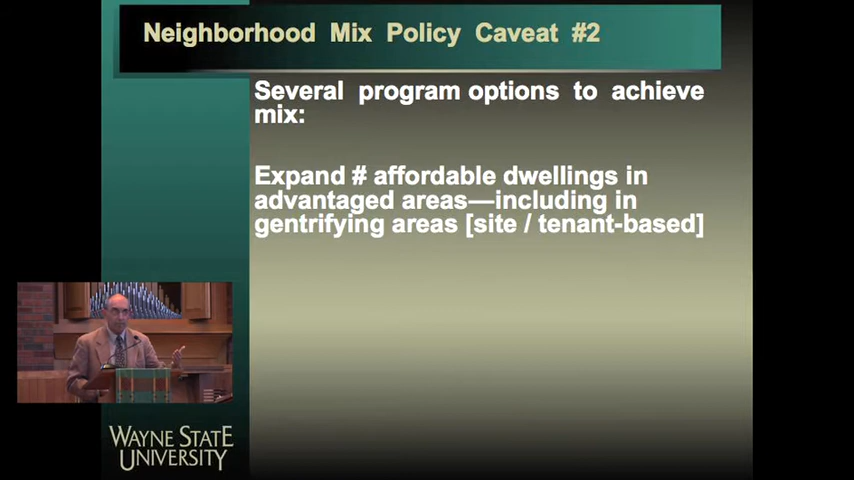 Neighborhood Mix Policy Caveat #2
Several program options to achieve
mix:
Expand # affordable dwellings in
advantaged areas—including in
gentrifying areas [site / tenant-based]
WAYNE STATE
UNIVERSITY